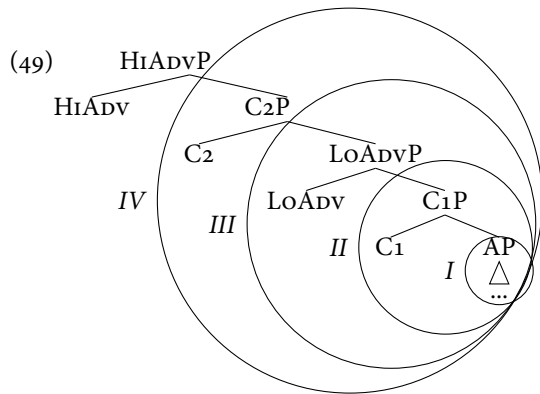 (49) HiAdvP
HiAdv C2P
C2 LoAdvP
IV LoAdv C1P
III II C1 AP
I
...